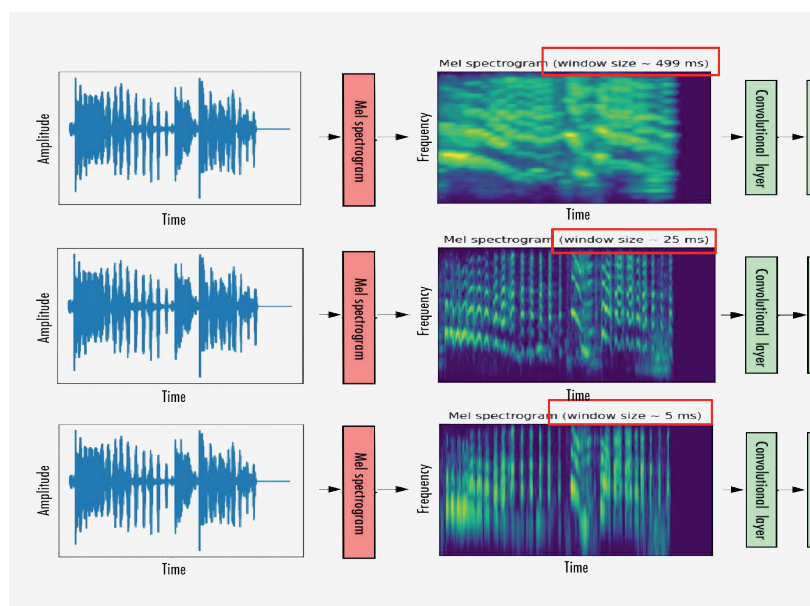 Mel spectrogram (window size ~ 499 ms)
Amplitude
Mel spectrogram
Frequency
Convolutional layer
Time
Time
Mel spectrogram (window size ~ 25 ms)
Amplitude
Mel spectrogram
Frequency
Convolutional layer
Time
Time
Mel spectrogram (window size ~ 5 ms)
Amplitude
Mel spectrogram
Frequency
Convolutional layer
Time
Time